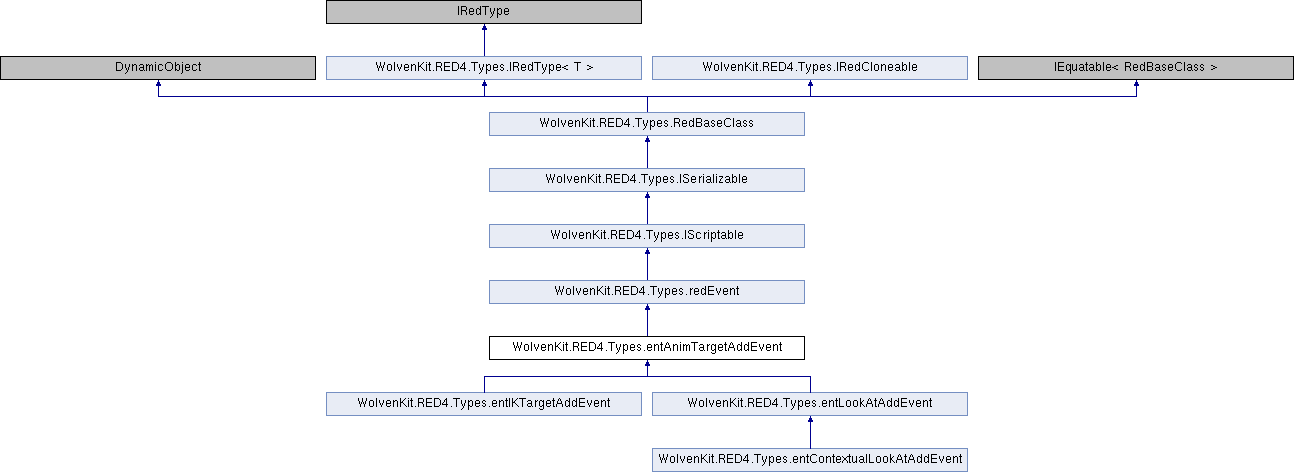 IRedType
DynamicObject
WolvenKit.RED4.Types.IRedType< T >
WolvenKit.RED4.Types.IRedCloneable
IEquatable< RedBaseClass >
WolvenKit.RED4.Types.RedBaseClass
WolvenKit.RED4.Types.ISerializable
WolvenKit.RED4.Types.IScriptable
WolvenKit.RED4.Types.redEvent
WolvenKit.RED4.Types.entAnimTargetAddEvent
WolvenKit.RED4.Types.entIKTargetAddEvent
WolvenKit.RED4.Types.entLookAtAddEvent
WolvenKit.RED4.Types.entContextualLookAtAddEvent